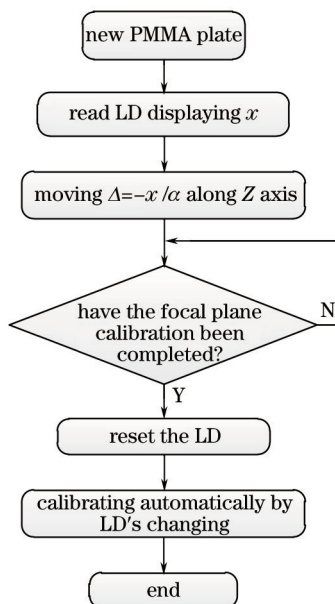 new PMMA plate
read LD displaying x
moving Δ=−x/α along Z axis
have the focal plane
calibration been
completed?
N
Y
reset the LD
calibrating automatically by
LD's changing
end